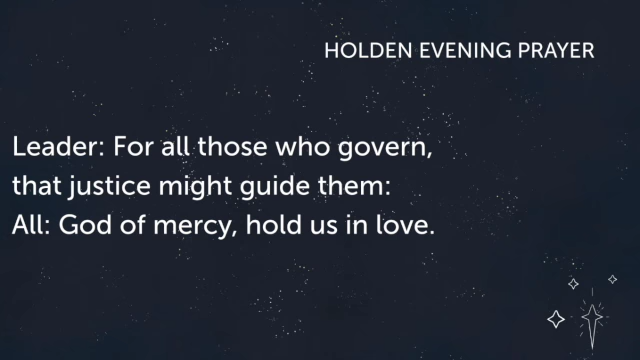 HOLDEN EVENING PRAYER
Leader: For all those who govern,
that justice might guide them:
All: God of mercy, hold us in love.